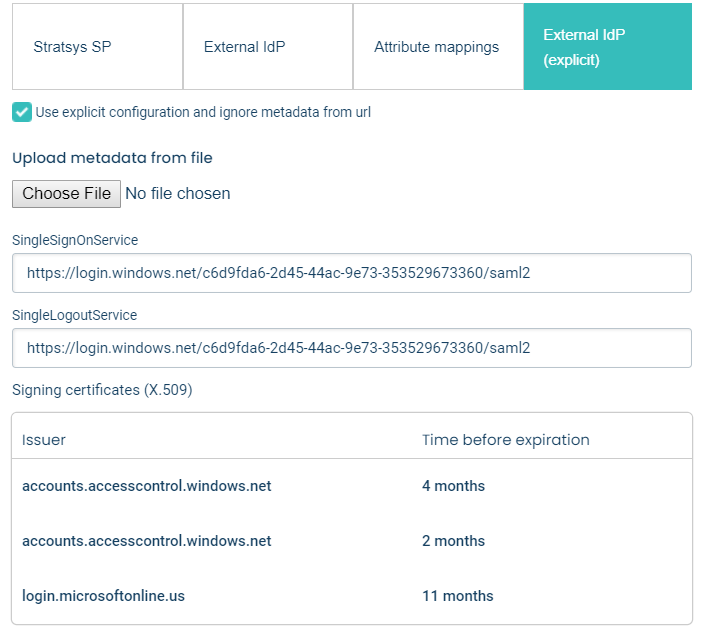 Stratsys SP
External IdP
Attribute mappings
External IdP
(explicit)
Use explicit configuration and ignore metadata from url
Upload metadata from file
Choose File No file chosen
SingleSignOnService
https://login.windows.net/c6d9fda6-2d45-44ac-9e73-353529673360/saml2
SingleLogoutService
https://login.windows.net/c6d9fda6-2d45-44ac-9e73-353529673360/saml2
Signing certificates (X.509)
Issuer Time before expiration
accounts.accesscontrol.windows.net 4 months
accounts.accesscontrol.windows.net 2 months
login.microsoftonline.us 11 months